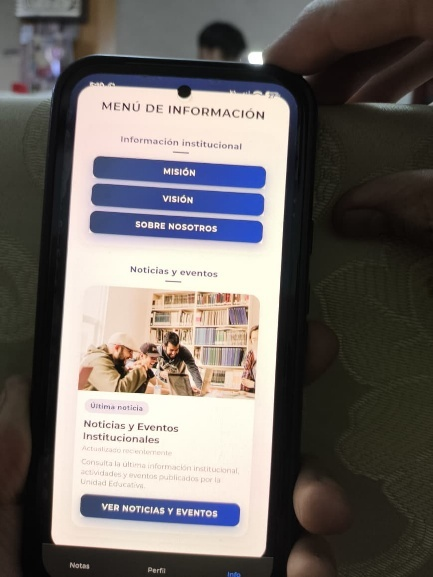 MENÚ DE INFORMACIÓN
Información institucional
MISIÓN
VISIÓN
SOBRE NOSOTROS
Noticias y eventos
Última noticia
Noticias y Eventos
Institucionales
Actualizado recientemente
Consulta la última información institucional,
actividades y eventos publicados por la
Unidad Educativa.
VER NOTICIAS Y EVENTOS
Notas
Perfil
Info